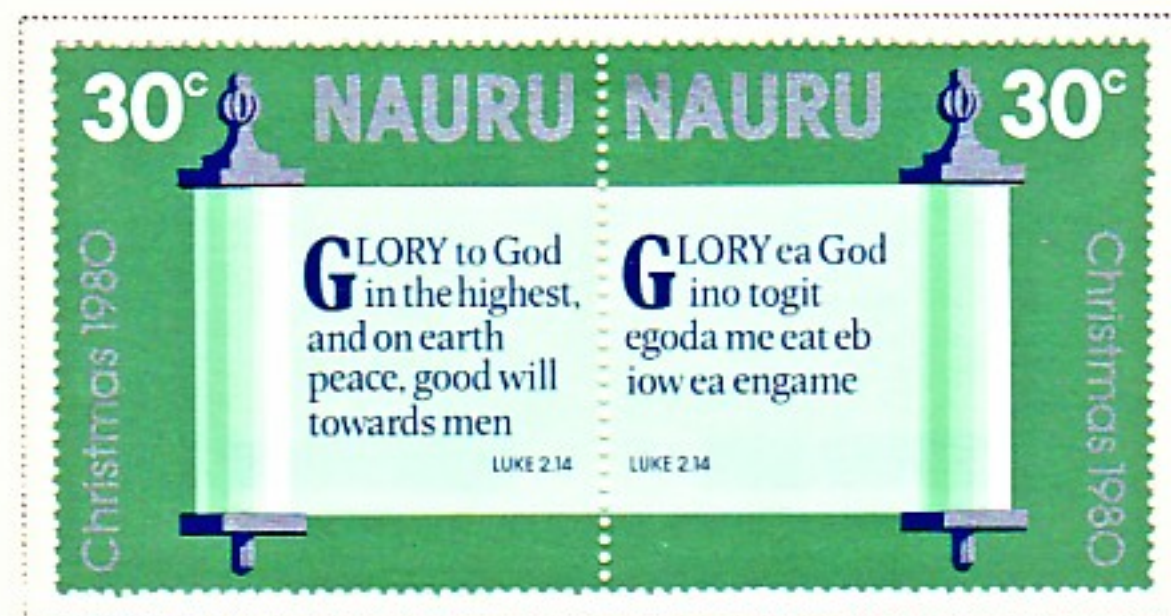 30c NAURU
Christmas 1980
GLORY to God
in the highest,
and on earth
peace, good will
towards men
LUKE 2.14
NAURU 30c
Christmas 1980
GLORY ea God
ino togit
egoda me eat eb
iow ea engame
LUKE 2.14